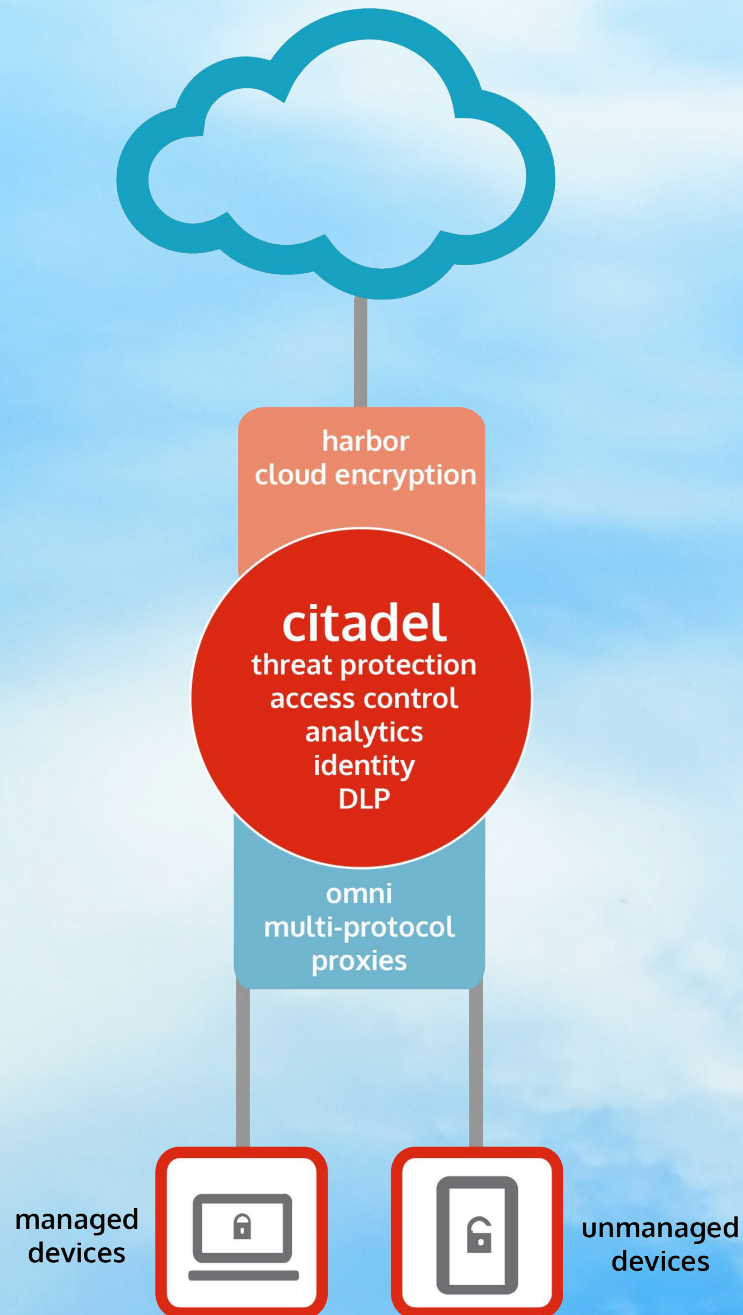 harbor
cloud encryption
citadel
threat protection
access control
analytics
identity
DLP
omni
multi-protocol
proxies
managed
devices
unmanaged
devices